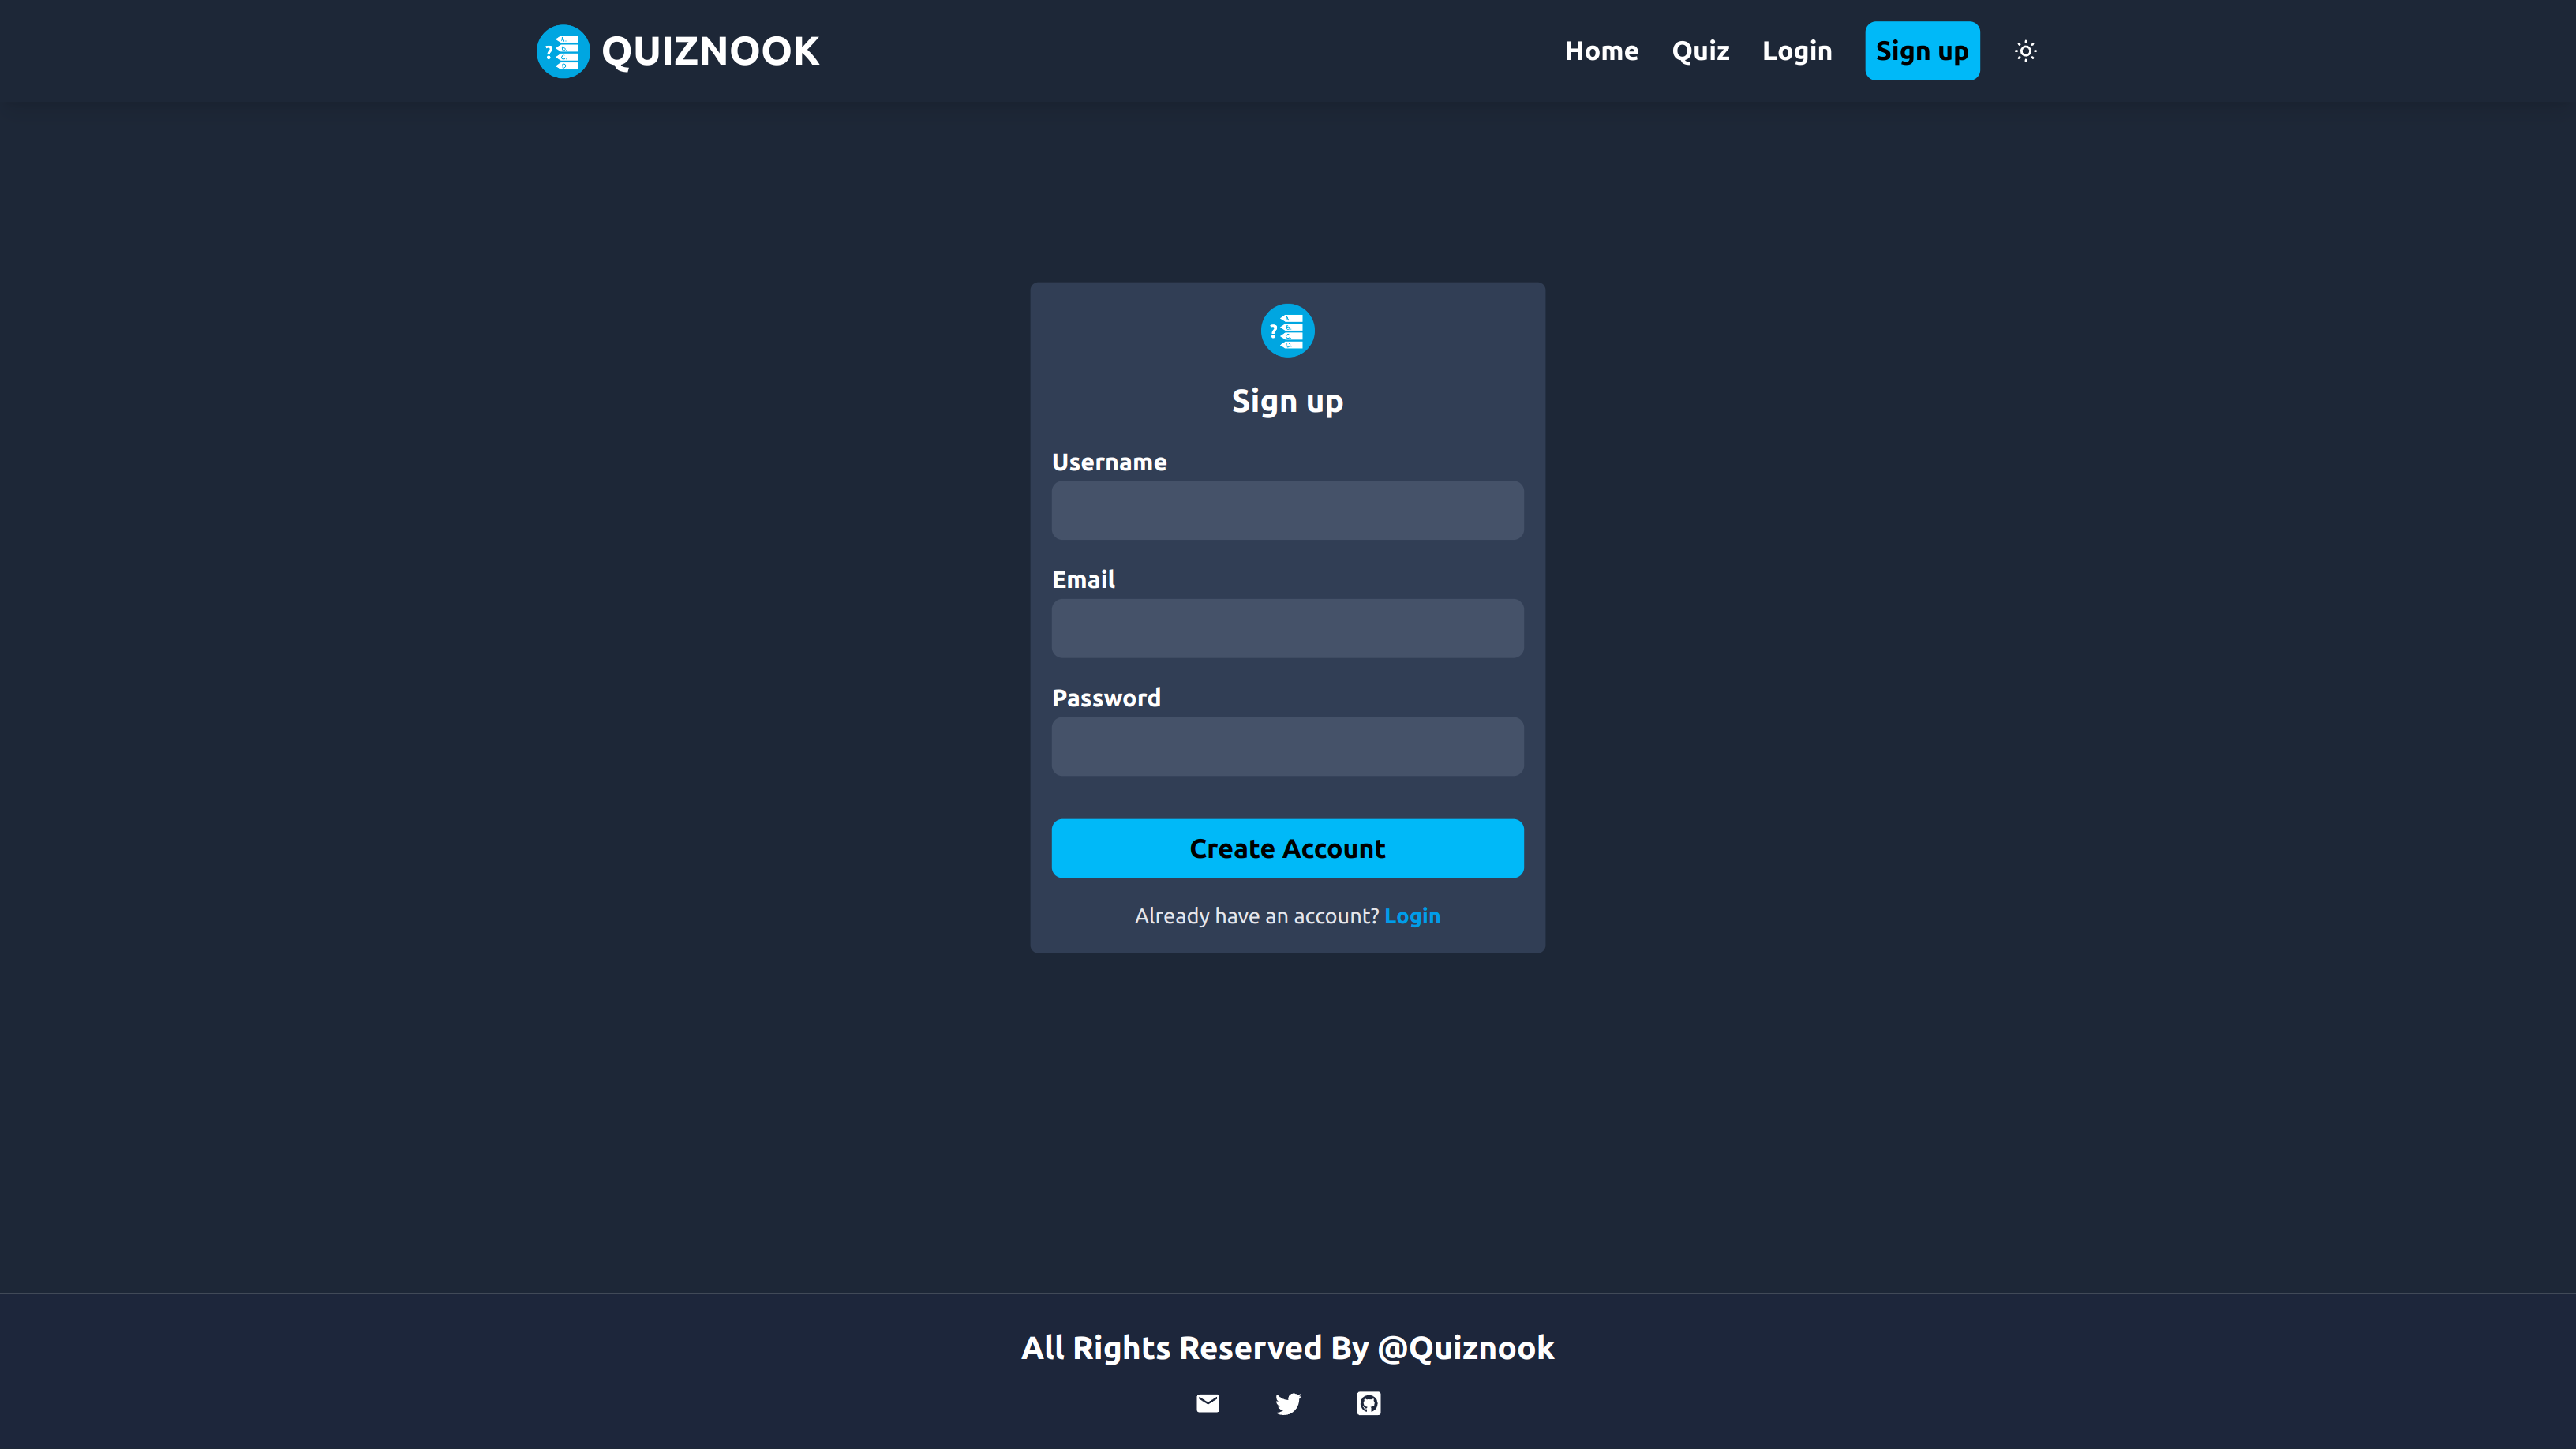 QUIZNOOK
Home Quiz Login Sign up
Sign up
Username
Email
Password
Create Account
Already have an account? Login
All Rights Reserved By @Quiznook